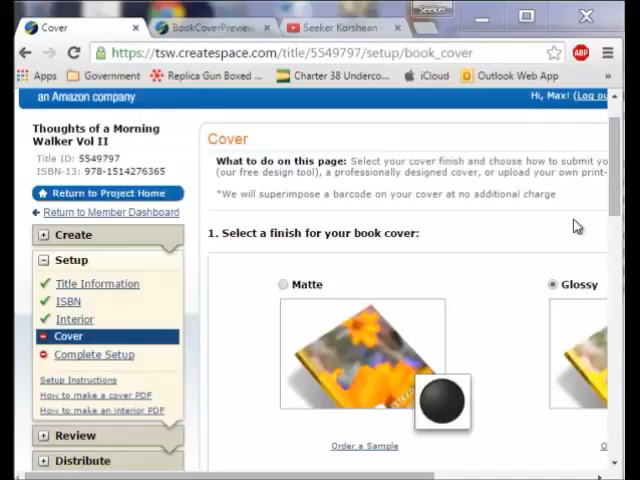 Seeker
Cover
BookCoverPreview
Seeker Korshean
https://tsw.createspace.com/title/5549797/setup/book_cover
ABP
Apps
Government
Replica Gun Boxed ...
Charter 38 Underco...
iCloud
Outlook Web App
an Amazon company
Hi, Max! (Log ou
Thoughts of a Morning
Walker Vol II
Title ID: 5549797
ISBN-13: 978-1514276365
Return to Project Home
Return to Member Dashboard
Create
Setup
Title Information
ISBN
Interior
Cover
Complete Setup
Setup Instructions
How to make a cover PDF
How to make an interior PDF
Review
Distribute
Cover
What to do on this page: Select your cover finish and choose how to submit yo
(our free design tool), a professionally designed cover, or upload your own print-
*We will superimpose a barcode on your cover at no additional charge
1. Select a finish for your book cover:
Matte
Glossy
Order a Sample
O